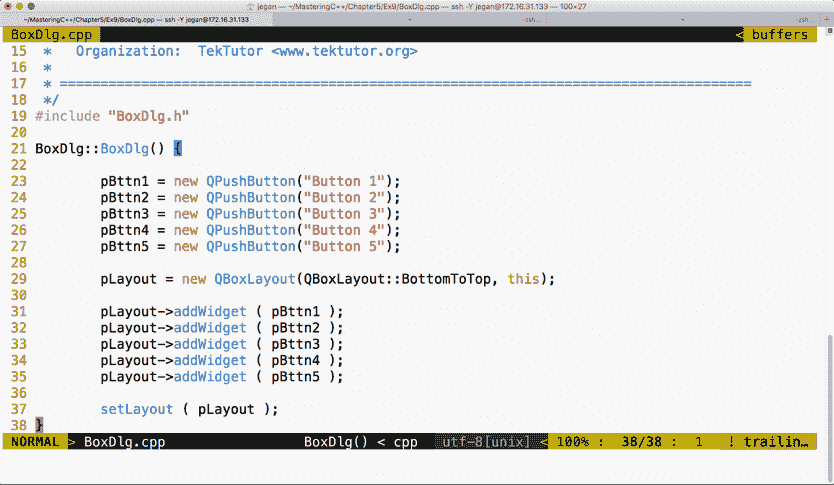 jegan — ~/MasteringC++/Chapter5/Ex9/BoxDlg.cpp — ssh -Y jegan@172.16.31.133 — 100×27
~/MasteringC++/Chapter5/Ex9/BoxDlg.cpp — ssh -Y jegan@172.16.31.133
BoxDlg.cpp < buffers
15 *   Organization:  TekTutor <www.tektutor.org>
16 *
17 * =====================================================================================
18 */
19 #include "BoxDlg.h"
20
21 BoxDlg::BoxDlg() {
22
23         pBttn1 = new QPushButton("Button 1");
24         pBttn2 = new QPushButton("Button 2");
25         pBttn3 = new QPushButton("Button 3");
26         pBttn4 = new QPushButton("Button 4");
27         pBttn5 = new QPushButton("Button 5");
28
29         pLayout = new QBoxLayout(QBoxLayout::BottomToTop, this);
30
31         pLayout->addWidget ( pBttn1 );
32         pLayout->addWidget ( pBttn2 );
33         pLayout->addWidget ( pBttn3 );
34         pLayout->addWidget ( pBttn4 );
35         pLayout->addWidget ( pBttn5 );
36
37         setLayout ( pLayout );
38 }
NORMAL > BoxDlg.cpp BoxDlg() < cpp utf-8[unix] < 100% : 38/38 : 1 ! trailin…